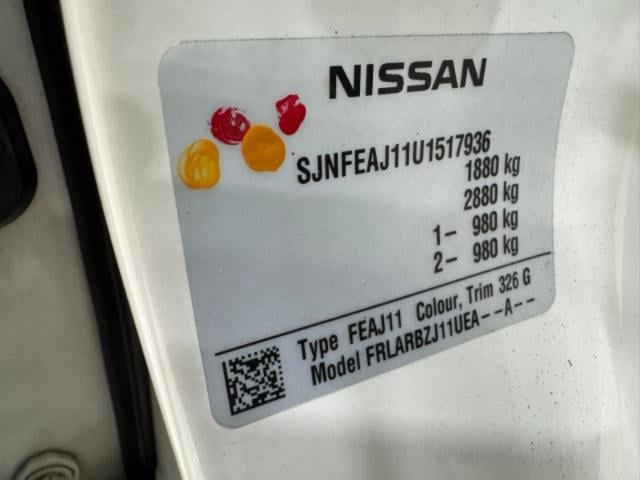 NISSAN
SJNFEAJ11U1517936
1880 kg
2880 kg
1- 980 kg
2- 980 kg
Type FEAJ11 Colour, Trim 326 G
Model FRLARBZJ11UEA--A--